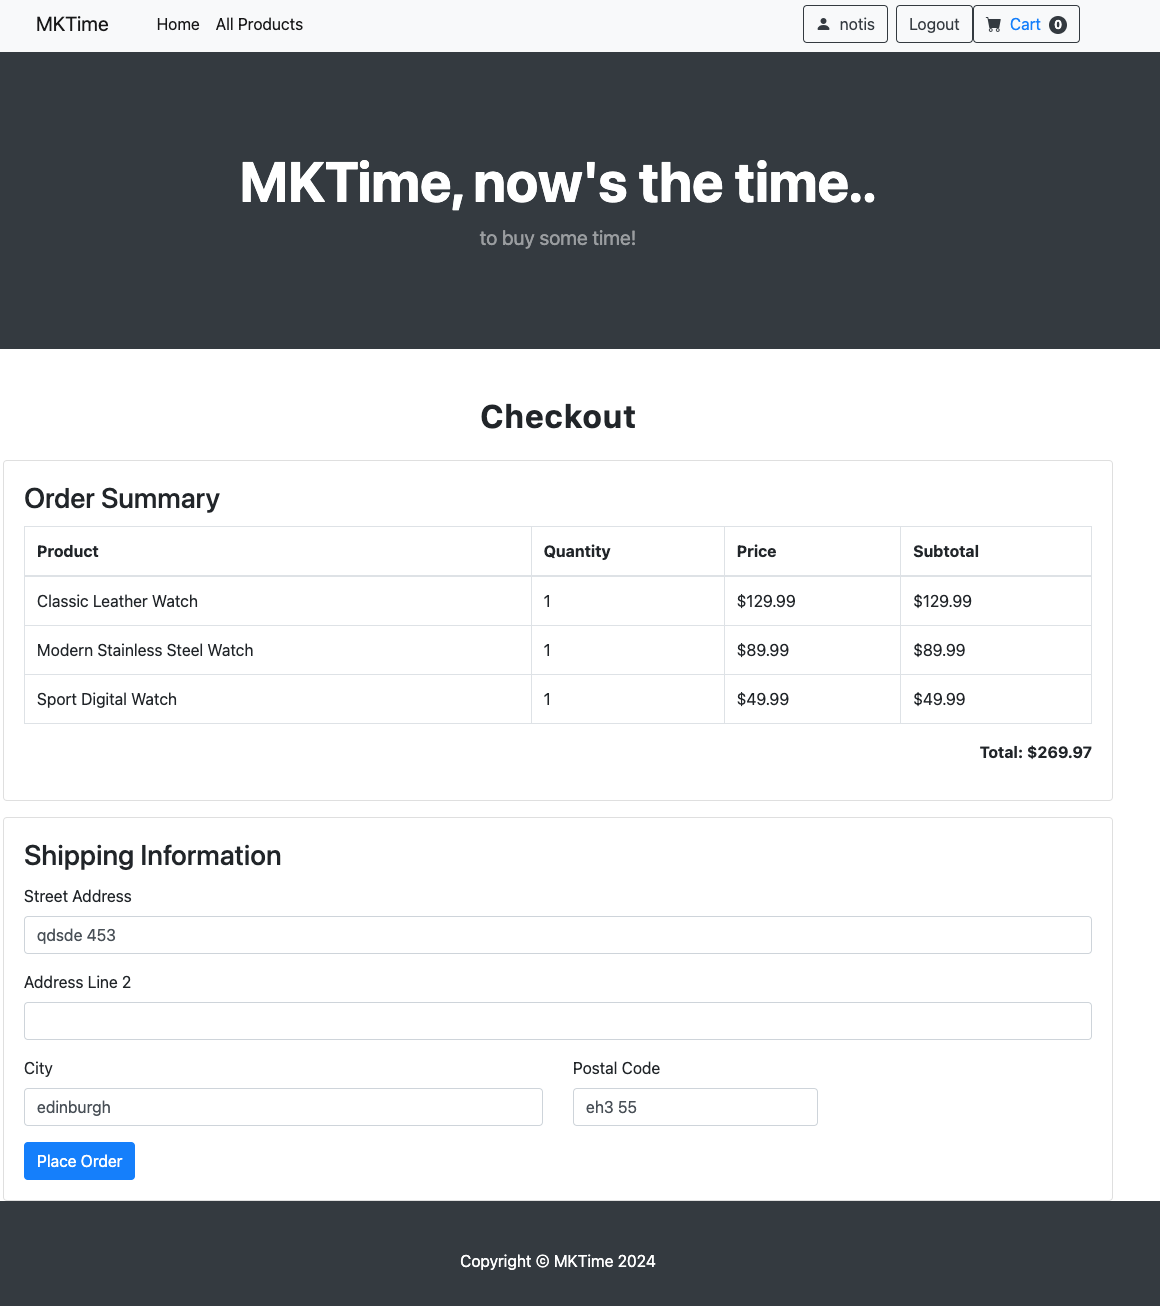 MKTime Home All Products notis Logout Cart 0
MKTime, now's the time..
to buy some time!
Checkout
Order Summary
Product Quantity Price Subtotal
Classic Leather Watch 1 $129.99 $129.99
Modern Stainless Steel Watch 1 $89.99 $89.99
Sport Digital Watch 1 $49.99 $49.99
Total: $269.97
Shipping Information
Street Address
qdsde 453
Address Line 2
City Postal Code
edinburgh eh3 55
Place Order
Copyright © MKTime 2024